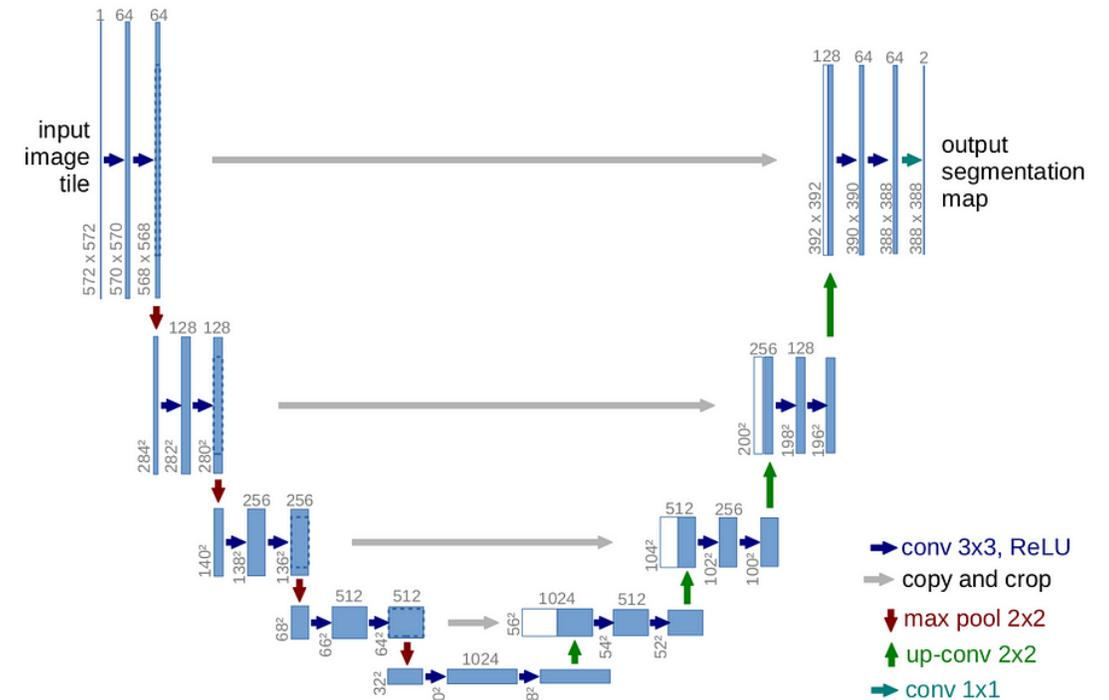 1 64 64
128 64 64 2
input
image
tile
output
segmentation
map
572 x 572
570 x 570
568 x 568
392 x 392
390 x 390
388 x 388
388 x 388
128 128
256 128
284²
282²
280²
200²
198²
196²
256 256
512 256
140²
138²
136²
104²
102²
100²
512 512
1024 512
68²
66²
64²
56²
54²
52²
1024
32²
conv 3x3, ReLU
copy and crop
max pool 2x2
up-conv 2x2
conv 1x1